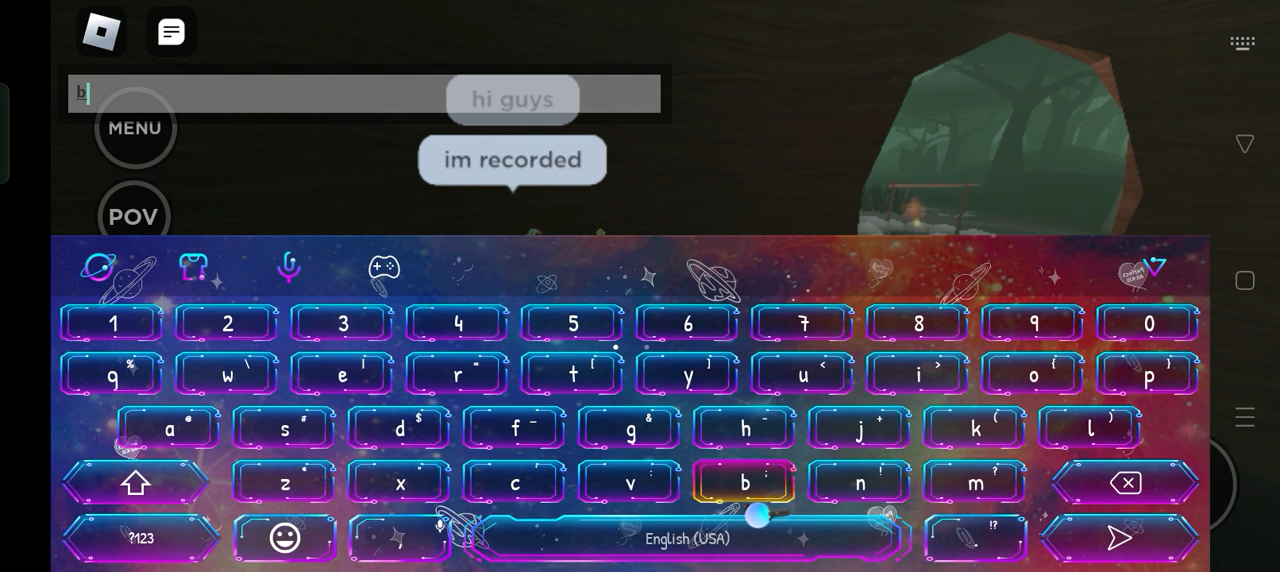 b
hi guys
MENU
im recorded
POV
1 2 3 4 5 6 7 8 9 0
q % w \ e | r = t [ y ] u < i > o { p }
a @ s # d $ f _ g & h - j + k ( l )
z x c v : b ; n ! m ?
?123 English (USA) !?